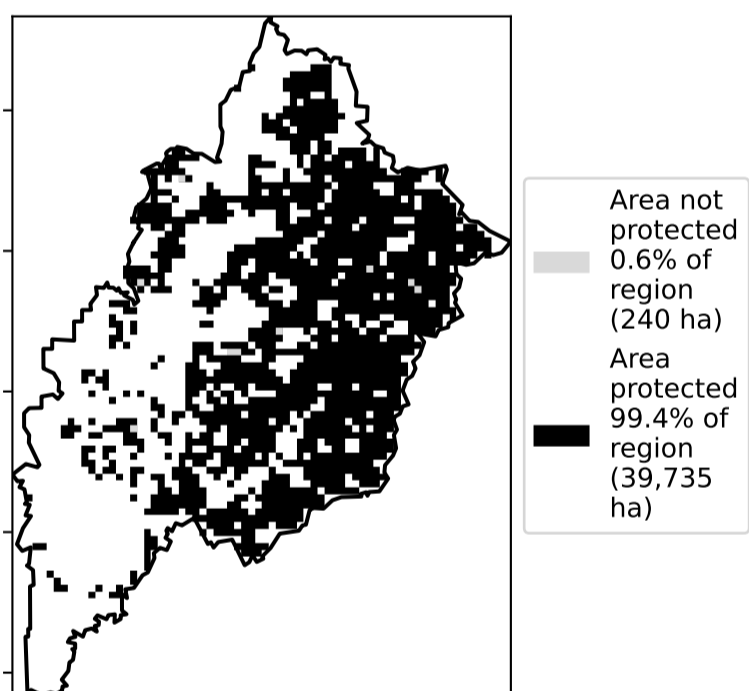 Area not
protected
0.6% of
region
(240 ha)
Area
protected
99.4% of
region
(39,735
ha)